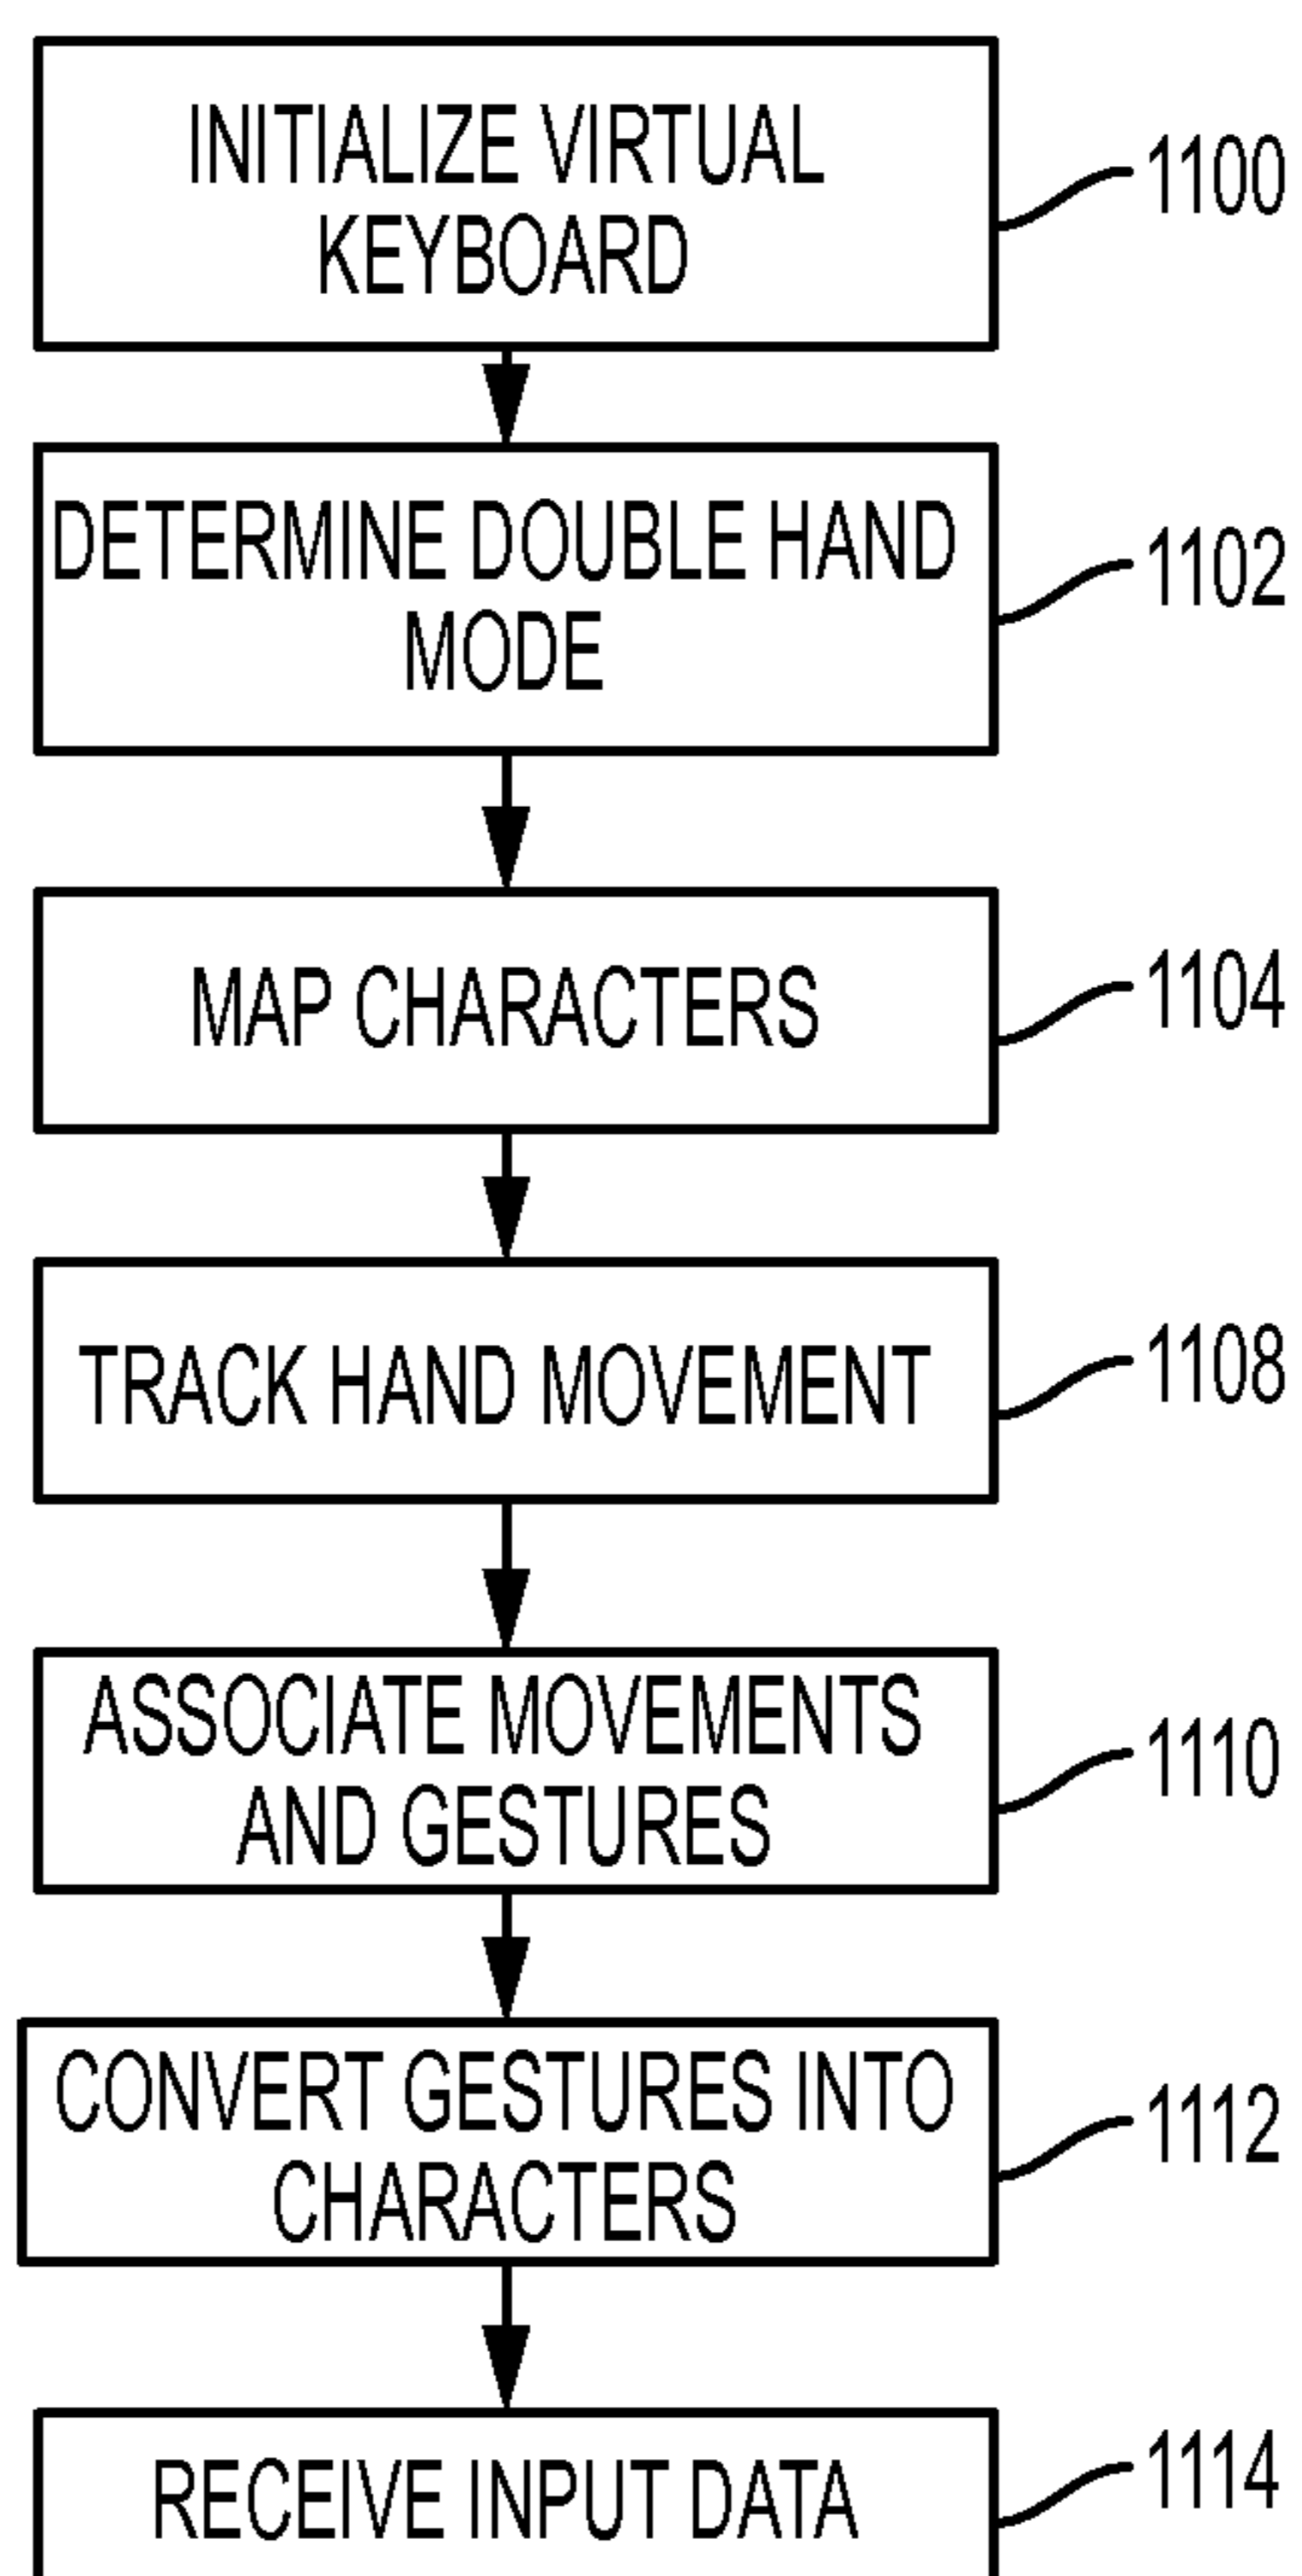 INITIALIZE VIRTUAL
KEYBOARD
1100
DETERMINE DOUBLE HAND
MODE
1102
MAP CHARACTERS
1104
TRACK HAND MOVEMENT
1108
ASSOCIATE MOVEMENTS
AND GESTURES
1110
CONVERT GESTURES INTO
CHARACTERS
1112
RECEIVE INPUT DATA
1114